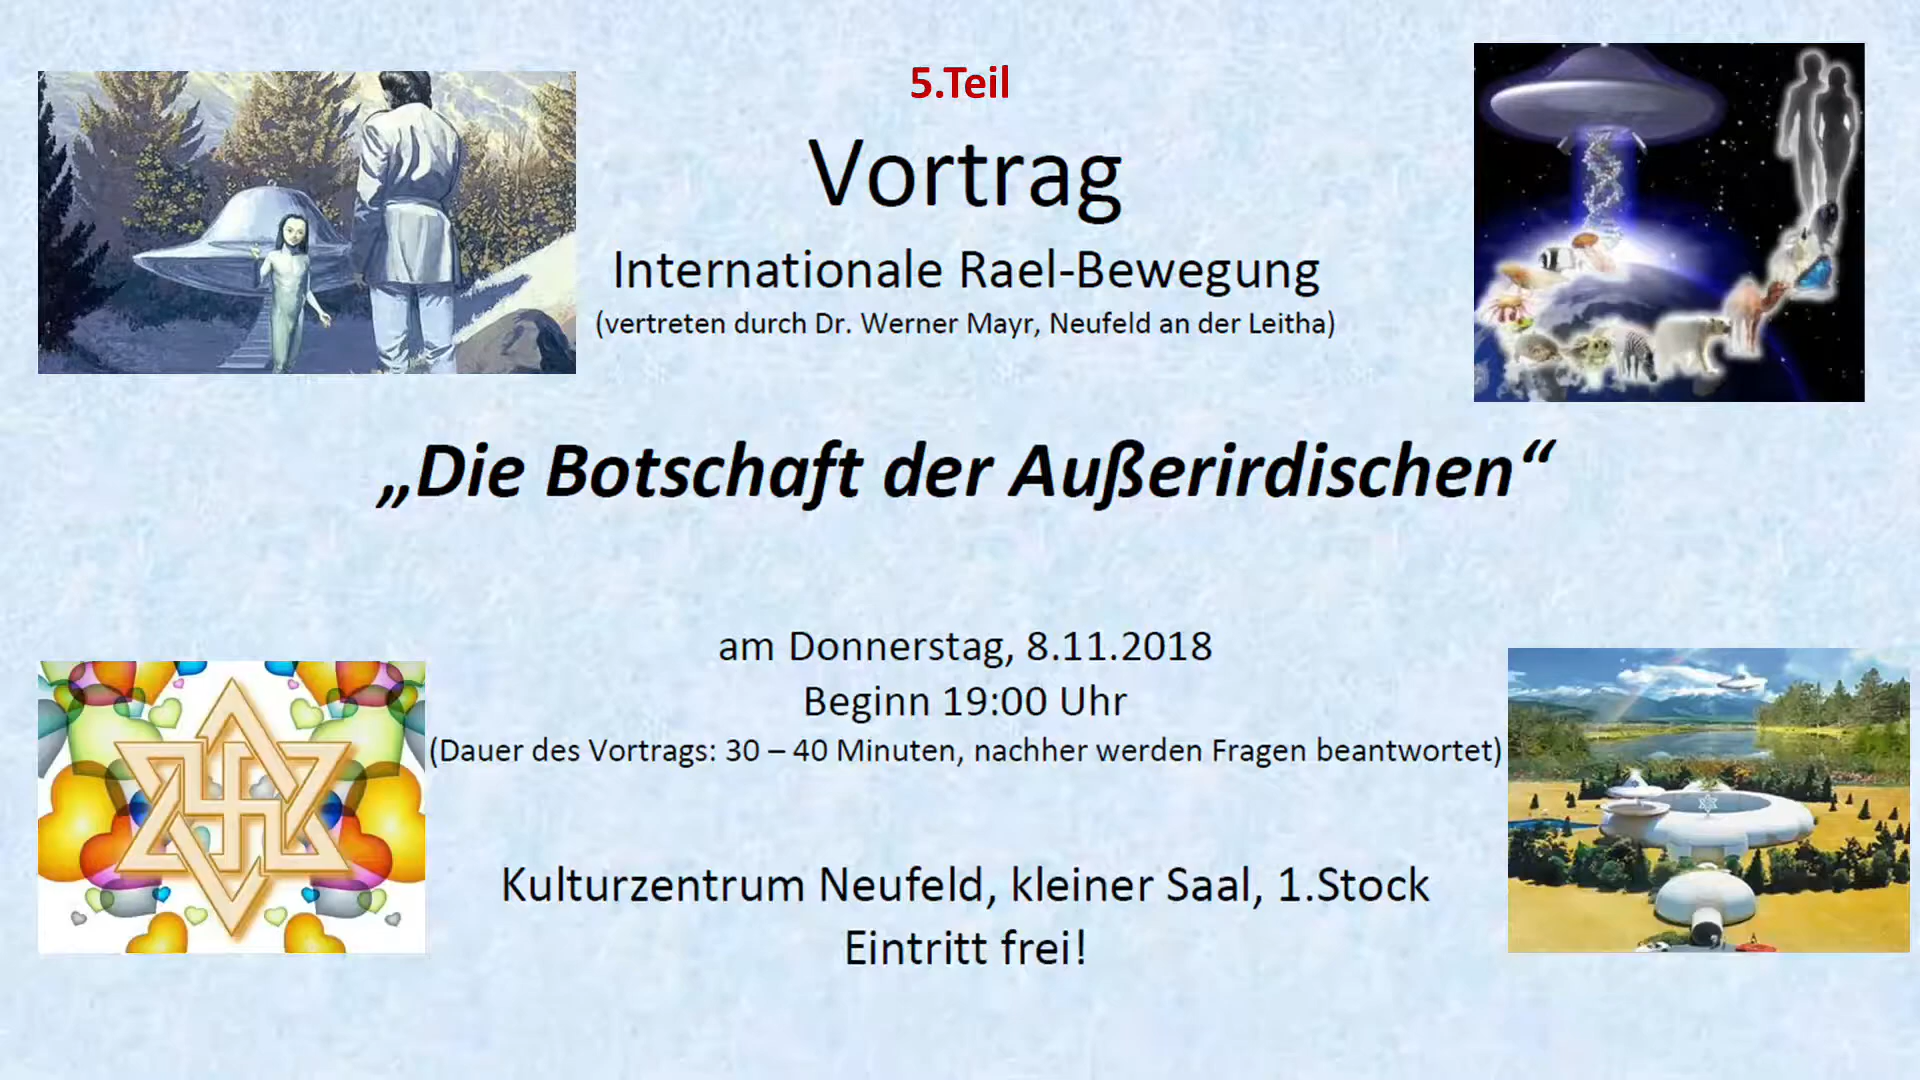 5.Teil
Vortrag
Internationale Rael-Bewegung
(vertreten durch Dr. Werner Mayr, Neufeld an der Leitha)
„Die Botschaft der Außerirdischen“
am Donnerstag, 8.11.2018
Beginn 19:00 Uhr
(Dauer des Vortrags: 30 – 40 Minuten, nachher werden Fragen beantwortet)
Kulturzentrum Neufeld, kleiner Saal, 1.Stock
Eintritt frei!